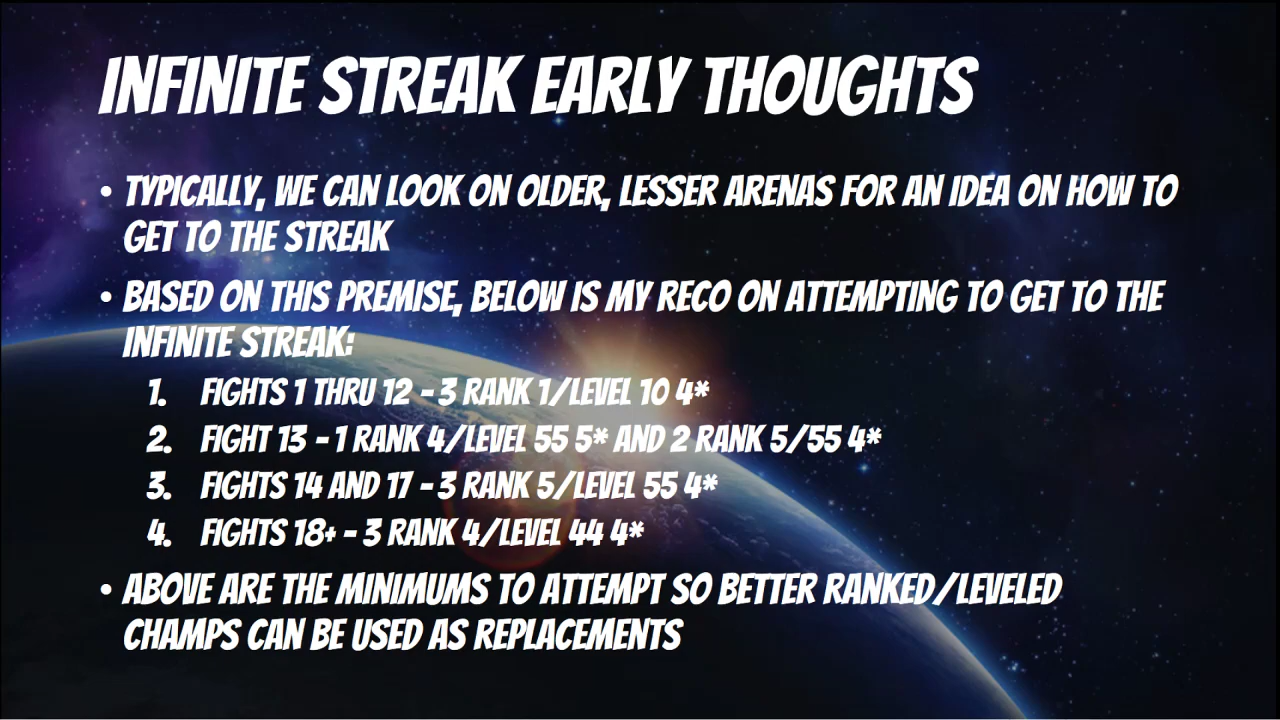 INFINITE STREAK EARLY THOUGHTS
• TYPICALLY, WE CAN LOOK ON OLDER, LESSER ARENAS FOR AN IDEA ON HOW TO
GET TO THE STREAK
• BASED ON THIS PREMISE, BELOW IS MY RECO ON ATTEMPTING TO GET TO THE
INFINITE STREAK:
1. FIGHTS 1 THRU 12 - 3 RANK 1/LEVEL 10 4*
2. FIGHT 13 - 1 RANK 4/LEVEL 55 5* AND 2 RANK 5/55 4*
3. FIGHTS 14 AND 17 - 3 RANK 5/LEVEL 55 4*
4. FIGHTS 18+ - 3 RANK 4/LEVEL 44 4*
• ABOVE ARE THE MINIMUMS TO ATTEMPT SO BETTER RANKED/LEVELED
CHAMPS CAN BE USED AS REPLACEMENTS